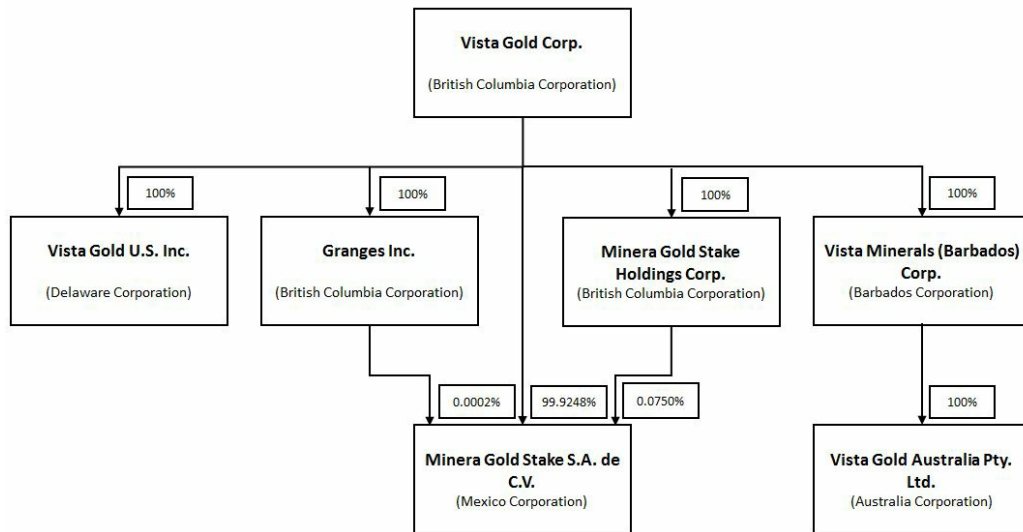 Vista Gold Corp.
(British Columbia Corporation)
100%
100%
100%
100%
Vista Gold U.S. Inc.
(Delaware Corporation)
Granges Inc.
(British Columbia Corporation)
Minera Gold Stake
Holdings Corp.
(British Columbia Corporation)
Vista Minerals (Barbados)
Corp.
(Barbados Corporation)
0.0002%
99.9248%
0.0750%
100%
Minera Gold Stake S.A. de
C.V.
(Mexico Corporation)
Vista Gold Australia Pty.
Ltd.
(Australia Corporation)